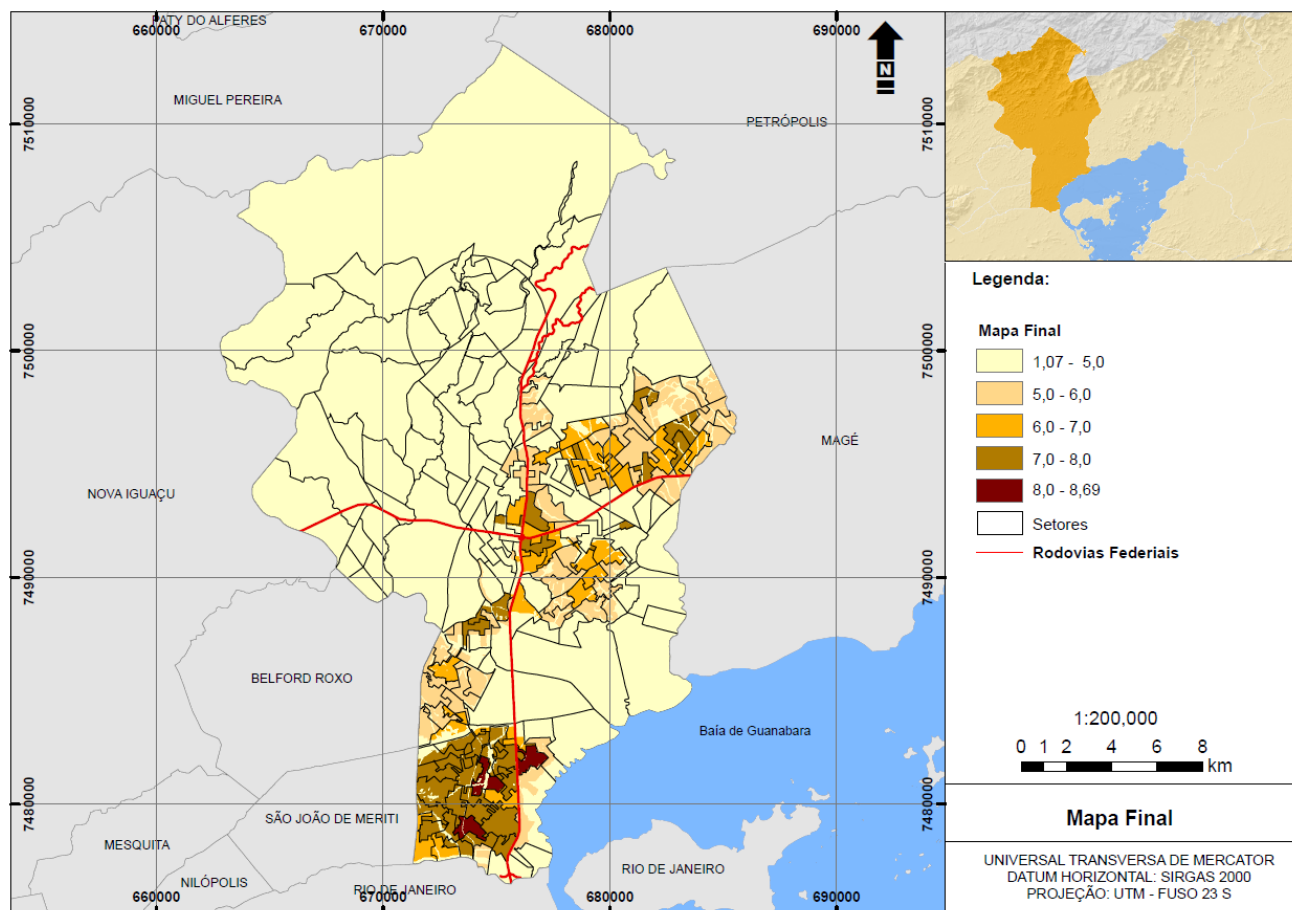 PATY DO ALFERES
660000
670000
680000
690000
N
MIGUEL PEREIRA
PETRÓPOLIS
7510000
7510000
7500000
7500000
MAGÉ
NOVA IGUAÇU
7490000
7490000
BELFORD ROXO
Baía de Guanabara
7480000
7480000
SÃO JOÃO DE MERITI
MESQUITA
NILÓPOLIS
RIO DE JANEIRO
RIO DE JANEIRO
660000
670000
680000
690000
Legenda:
Mapa Final
1,07 - 5,0
5,0 - 6,0
6,0 - 7,0
7,0 - 8,0
8,0 - 8,69
Setores
Rodovias Federiais
1:200,000
0 1 2 4 6 8
km
Mapa Final
UNIVERSAL TRANSVERSA DE MERCATOR
DATUM HORIZONTAL: SIRGAS 2000
PROJEÇÃO: UTM - FUSO 23 S